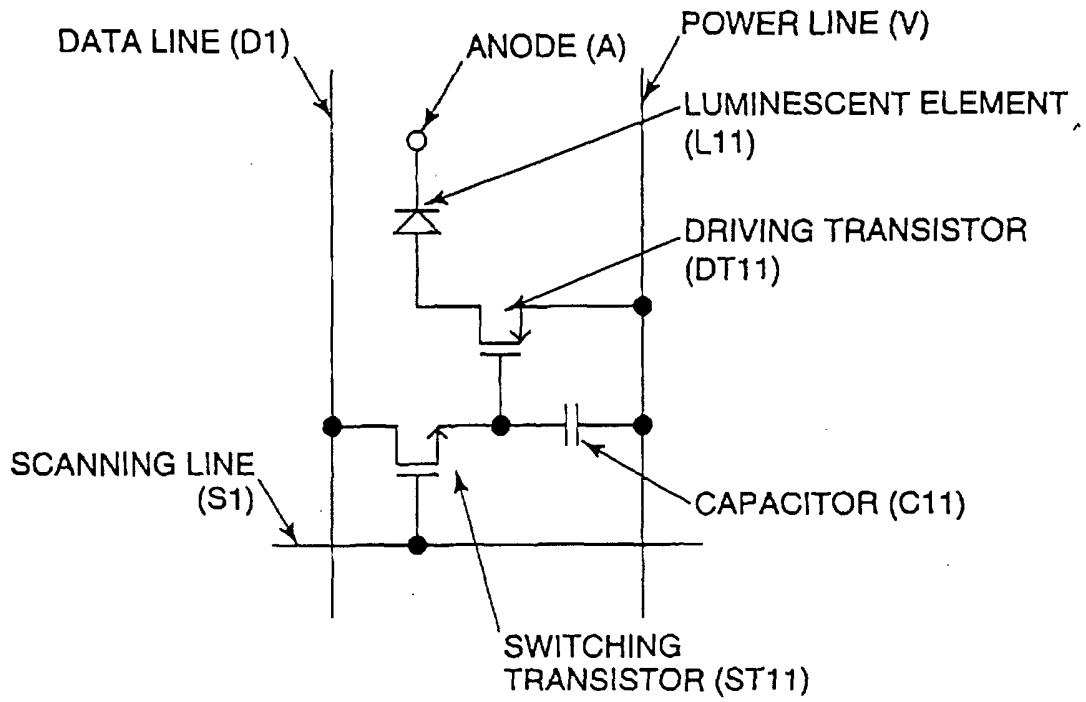 DATA LINE (D1)
ANODE (A)
POWER LINE (V)
LUMINESCENT ELEMENT
(L11)
DRIVING TRANSISTOR
(DT11)
SCANNING LINE
(S1)
CAPACITOR (C11)
SWITCHING
TRANSISTOR (ST11)